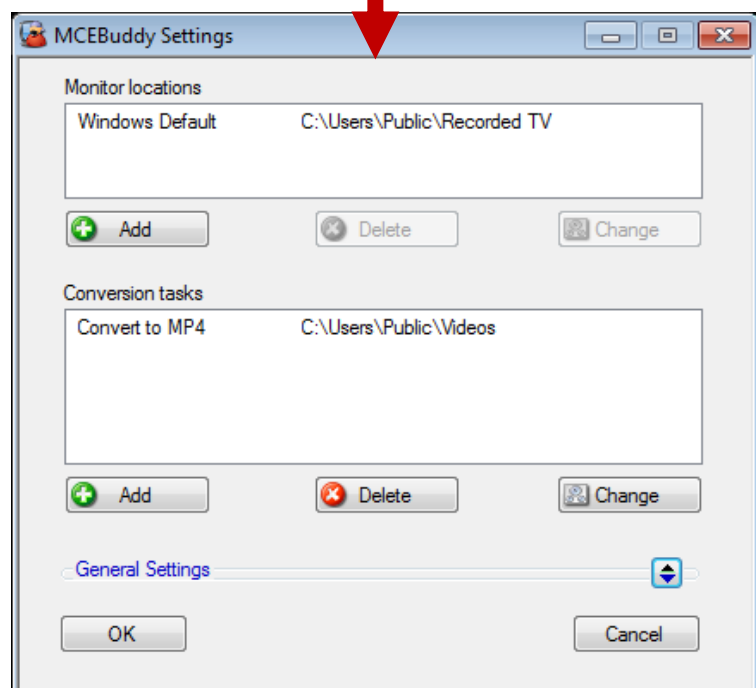 MCEBuddy Settings
Monitor locations
Windows Default C:\Users\Public\Recorded TV
Add Delete Change
Conversion tasks
Convert to MP4 C:\Users\Public\Videos
Add Delete Change
General Settings
OK Cancel